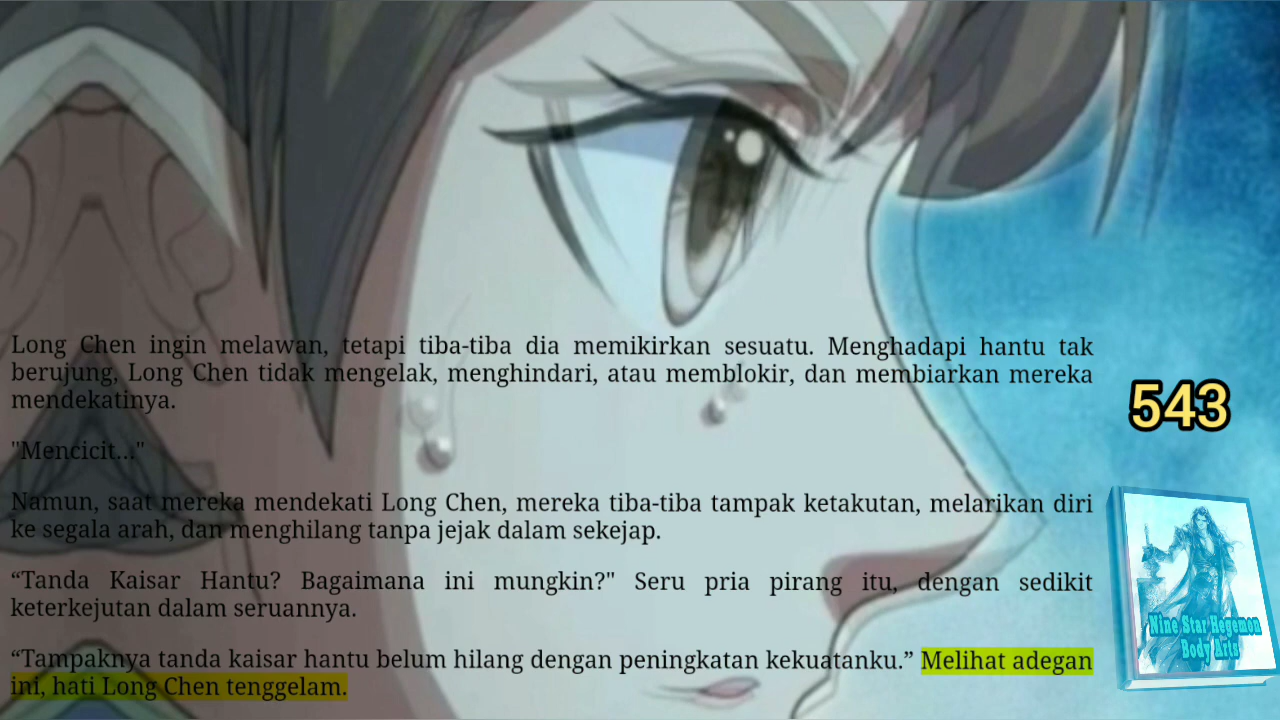 Long Chen ingin melawan, tetapi tiba-tiba dia memikirkan sesuatu. Menghadapi hantu tak
berujung, Long Chen tidak mengelak, menghindari, atau memblokir, dan membiarkan mereka
mendekatinya.
"Mencicit..."
Namun, saat mereka mendekati Long Chen, mereka tiba-tiba tampak ketakutan, melarikan diri
ke segala arah, dan menghilang tanpa jejak dalam sekejap.
“Tanda Kaisar Hantu? Bagaimana ini mungkin?" Seru pria pirang itu, dengan sedikit
keterkejutan dalam seruannya.
“Tampaknya tanda kaisar hantu belum hilang dengan peningkatan kekuatanku.” Melihat adegan
ini, hati Long Chen tenggelam.
543
Nine Star Hegemon
Body Arts